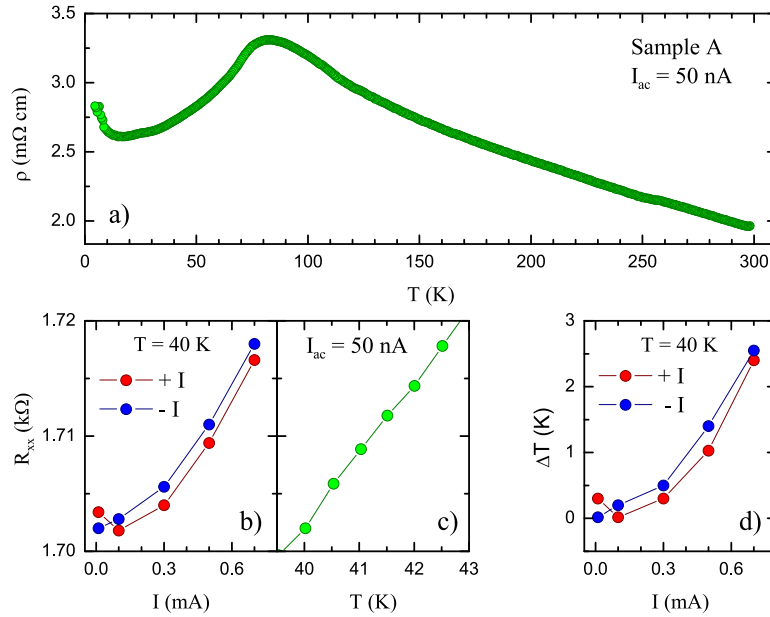 3.5
3.0
2.5
2.0
ρ (mΩ cm)
Sample A
I_ac = 50 nA
a)
0 50 100 150 200 250 300
T (K)
1.72
1.71
1.70
R_xx (kΩ)
T = 40 K
+ I
- I
b)
0.0 0.3 0.6
I (mA)
I_ac = 50 nA
c)
40 41 42 43
T (K)
3
2
1
0
ΔT (K)
T = 40 K
+ I
- I
d)
0.0 0.3 0.6
I (mA)